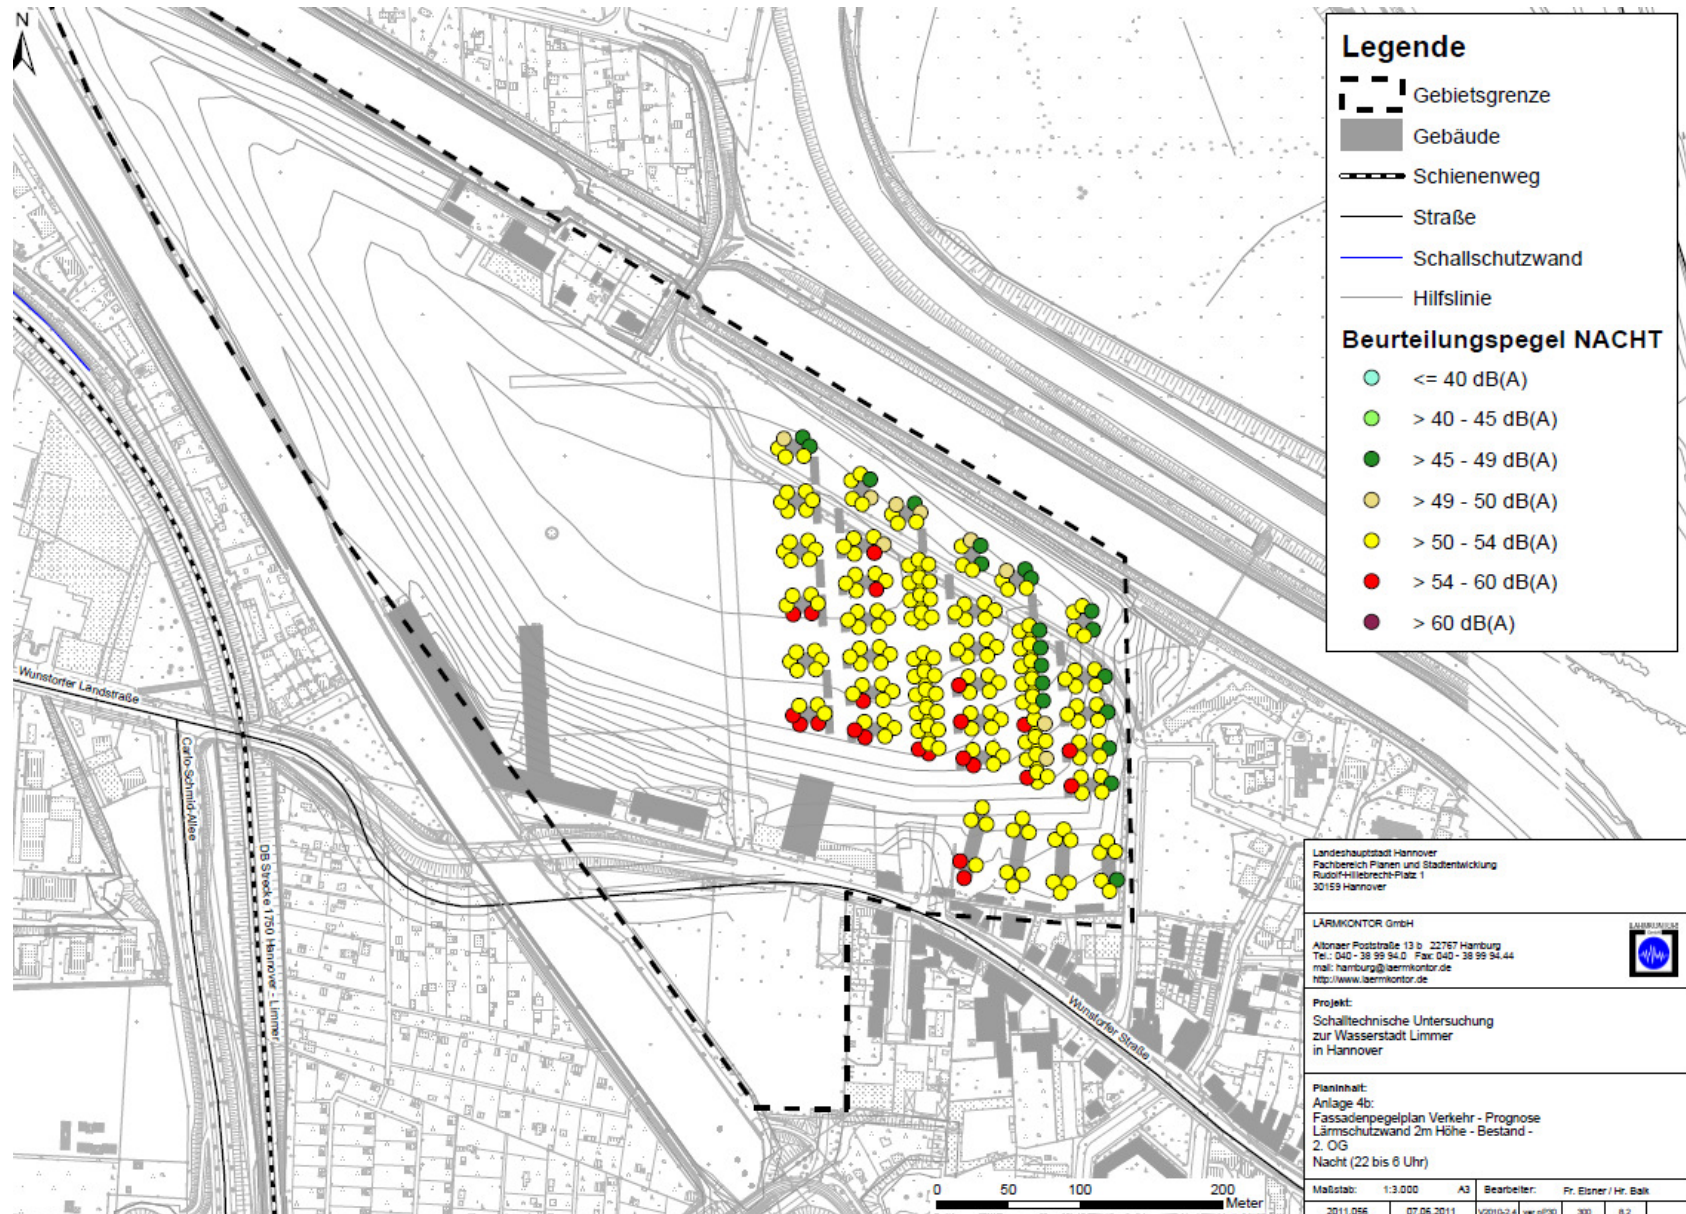 N
Legende
Gebietsgrenze
Gebäude
Schienenweg
Straße
Schallschutzwand
Hilfslinie
Beurteilungspegel NACHT
<= 40 dB(A)
> 40 - 45 dB(A)
> 45 - 49 dB(A)
> 49 - 50 dB(A)
> 50 - 54 dB(A)
> 54 - 60 dB(A)
> 60 dB(A)
Wunstorfer Landstraße
Carlo-Schmid-Allee
DB Strecke 1750 Hannover - Limmer
Wunstorfer Straße
0 50 100 200
Meter
Landeshauptstadt Hannover
Fachbereich Planen und Stadtentwicklung
Rudolf-Hillebrecht-Platz 1
30159 Hannover
LÄRMKONTOR GmbH
Altonaer Poststraße 13 b 22767 Hamburg
Tel.: 040 - 38 99 94.0 Fax: 040 - 38 99 94.44
mail: hamburg@laermkontor.de
http://www.laermkontor.de
Projekt:
Schalltechnische Untersuchung
zur Wasserstadt Limmer
in Hannover
Planinhalt:
Anlage 4b:
Fassadenpegelplan Verkehr - Prognose
Lärmschutzwand 2m Höhe - Bestand -
2. OG
Nacht (22 bis 6 Uhr)
Maßstab: 1:3.000 A3 Bearbeiter: Fr. Eisner / Hr. Balk
2011.056 07.06.2011